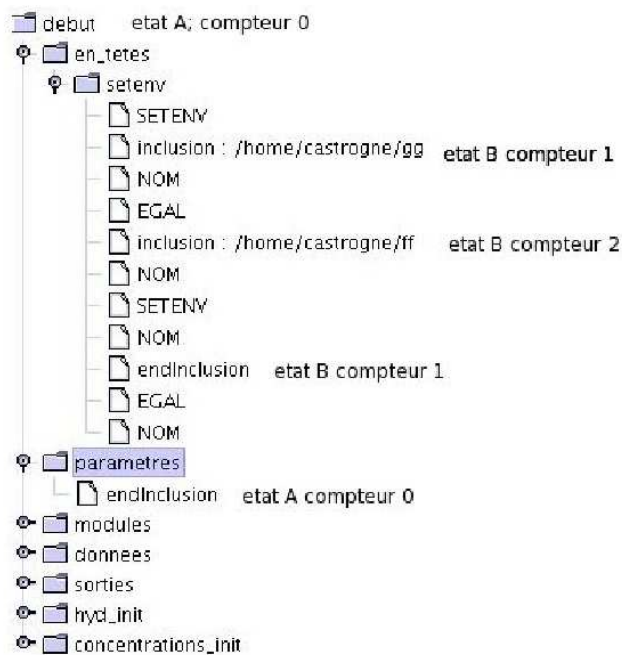 debut etat A; compteur 0
en_tetes
setenv
SETENV
inclusion : /home/castrogne/gg etat B compteur 1
NOM
EGAL
inclusion : /home/castrogne/ff etat B compteur 2
NOM
SETENV
NOM
endInclusion etat B compteur 1
EGAL
NOM
parametres
endInclusion etat A compteur 0
modules
donnees
sorties
hyd_init
concentrations_init